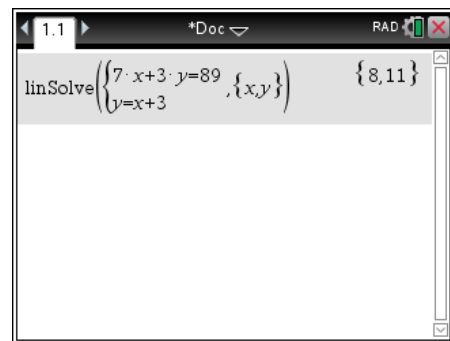 1.1 *Doc RAD
linSolve({7·x+3·y=89
y=x+3 ,{x,y}) {8,11}